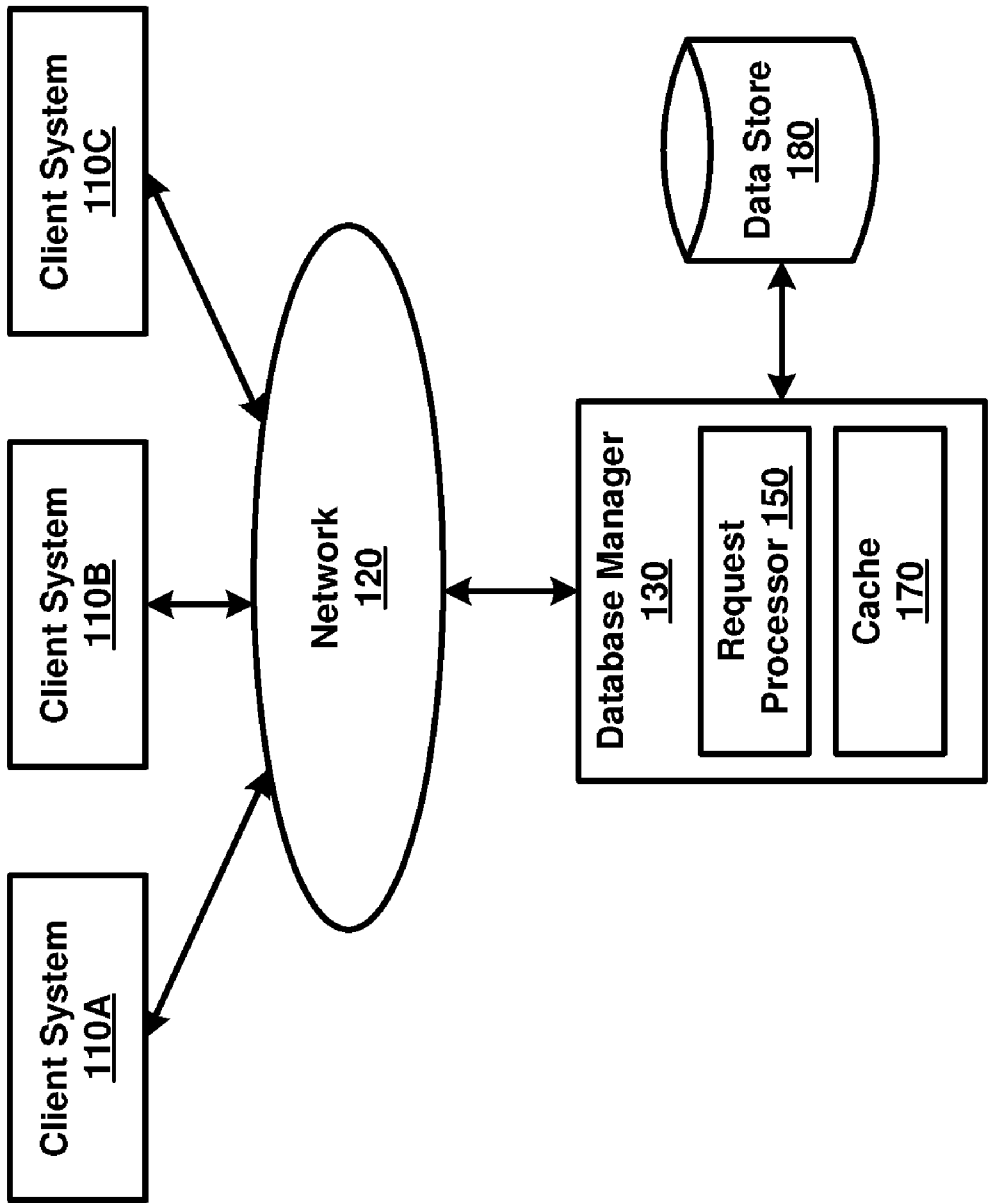 Client System
110A
Client System
110B
Client System
110C
Network
120
Database Manager
130
Request
Processor 150
Cache
170
Data Store
180